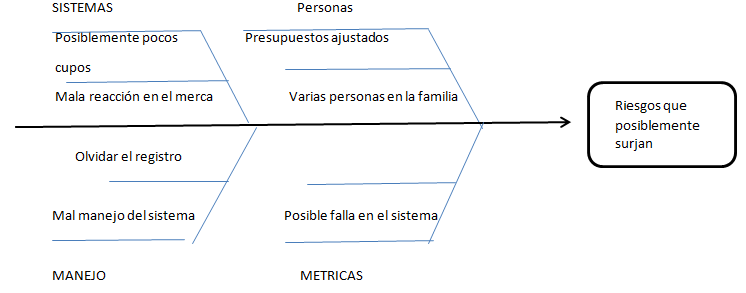 SISTEMAS
Personas
Posiblemente pocos
cupos
Presupuestos ajustados
Mala reacción en el merca
Varias personas en la familia
Riesgos que
posiblemente
surjan
Olvidar el registro
Mal manejo del sistema
Posible falla en el sistema
MANEJO
METRICAS